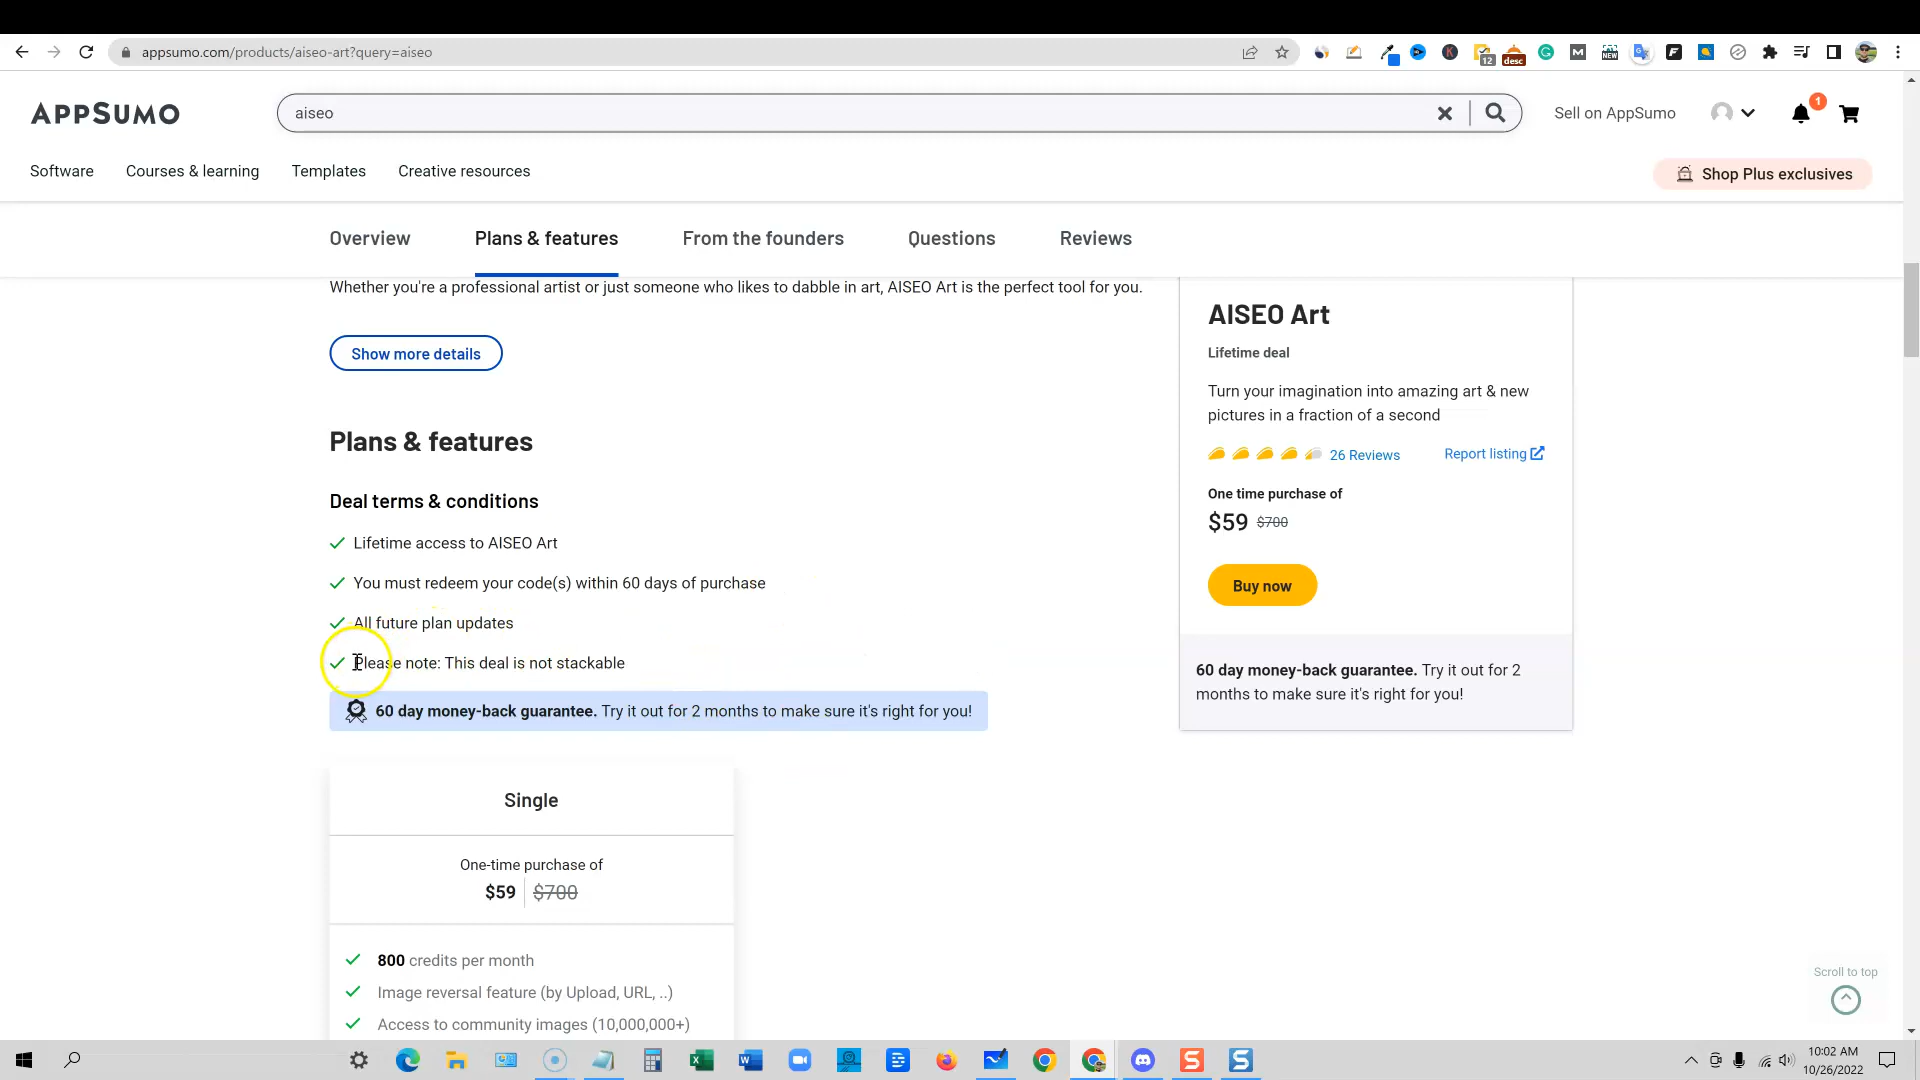 appsumo.com/products/aiseo-art?query=aiseo
12
desc
NEW
APPSUMO
aiseo
Sell on AppSumo
1
Software
Courses & learning
Templates
Creative resources
Shop Plus exclusives
Overview
Plans & features
From the founders
Questions
Reviews
Whether you're a professional artist or just someone who likes to dabble in art, AISEO Art is the perfect tool for you.
Show more details
Plans & features
Deal terms & conditions
Lifetime access to AISEO Art
You must redeem your code(s) within 60 days of purchase
All future plan updates
Please note: This deal is not stackable
60 day money-back guarantee. Try it out for 2 months to make sure it's right for you!
Single
One-time purchase of
$59 $700
800 credits per month
Image reversal feature (by Upload, URL, ..)
Access to community images (10,000,000+)
AISEO Art
Lifetime deal
Turn your imagination into amazing art & new
pictures in a fraction of a second
26 Reviews
Report listing
One time purchase of
$59 $700
Buy now
60 day money-back guarantee. Try it out for 2
months to make sure it's right for you!
Scroll to top
10:02 AM
10/26/2022